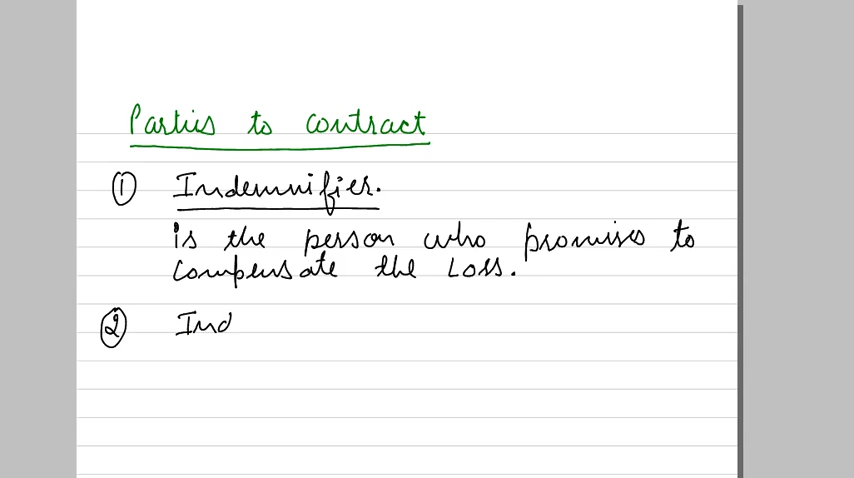 Parties to contract
① Indemnifier.
is the person who promises to
compensate the Loss.
② Ind